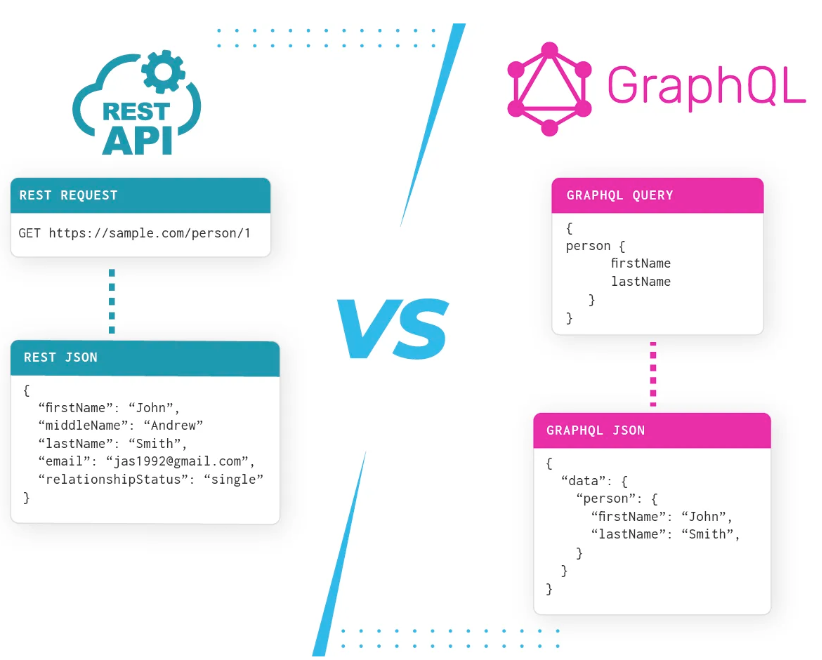 REST
API
REST REQUEST
GET https://sample.com/person/1
REST JSON
{
“firstName”: “John”,
“middleName”: “Andrew”
“lastName”: “Smith”,
“email”: “jas1992@gmail.com”,
“relationshipStatus”: “single”
}
VS
GraphQL
GRAPHQL QUERY
{
person {
firstName
lastName
}
}
GRAPHQL JSON
{
“data”: {
“person”: {
“firstName”: “John”,
“lastName”: “Smith”,
}
}
}